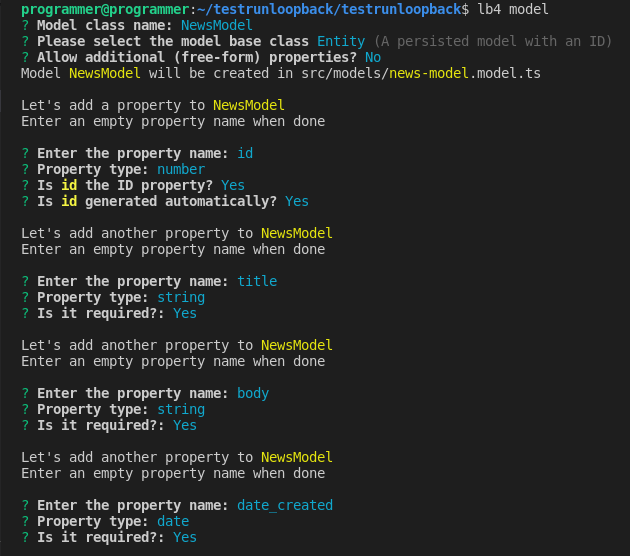 programmer@programmer:~/testrunloopback/testrunloopback$ lb4 model
? Model class name: NewsModel
? Please select the model base class Entity (A persisted model with an ID)
? Allow additional (free-form) properties? No
Model NewsModel will be created in src/models/news-model.model.ts
Let's add a property to NewsModel
Enter an empty property name when done
? Enter the property name: id
? Property type: number
? Is id the ID property? Yes
? Is id generated automatically? Yes
Let's add another property to NewsModel
Enter an empty property name when done
? Enter the property name: title
? Property type: string
? Is it required?: Yes
Let's add another property to NewsModel
Enter an empty property name when done
? Enter the property name: body
? Property type: string
? Is it required?: Yes
Let's add another property to NewsModel
Enter an empty property name when done
? Enter the property name: date_created
? Property type: date
? Is it required?: Yes